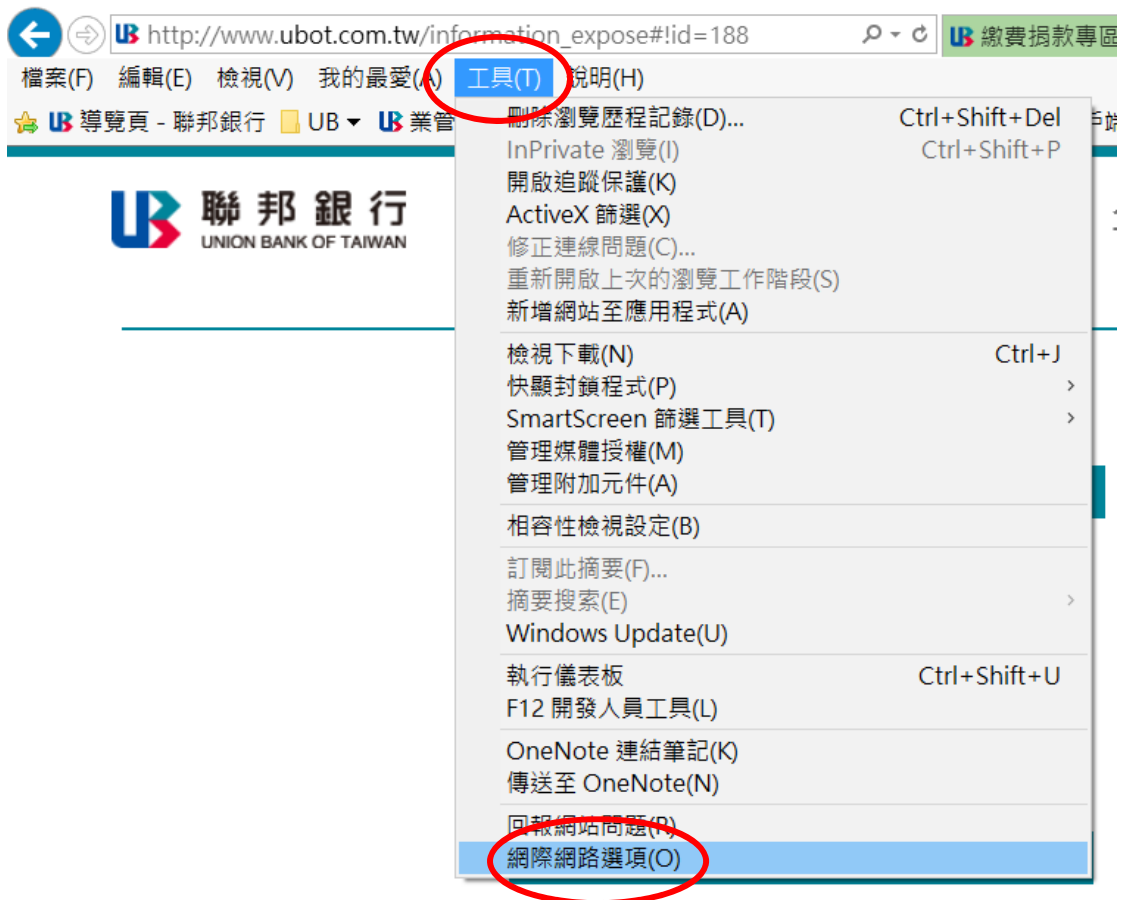 http://www.ubot.com.tw/information_expose#!id=188 繳費捐款專區
檔案(F) 編輯(E) 檢視(V) 我的最愛(A) 工具(T) 說明(H)
導覽頁 - 聯邦銀行 UB 業管
聯邦銀行
UNION BANK OF TAIWAN
刪除瀏覽歷程記錄(D)... Ctrl+Shift+Del
InPrivate 瀏覽(I) Ctrl+Shift+P
開啟追蹤保護(K)
ActiveX 篩選(X)
修正連線問題(C)...
重新開啟上次的瀏覽工作階段(S)
新增網站至應用程式(A)
檢視下載(N) Ctrl+J
快顯封鎖程式(P)
SmartScreen 篩選工具(T)
管理媒體授權(M)
管理附加元件(A)
相容性檢視設定(B)
訂閱此摘要(F)...
摘要搜索(E)
Windows Update(U)
執行儀表板 Ctrl+Shift+U
F12 開發人員工具(L)
OneNote 連結筆記(K)
傳送至 OneNote(N)
回報網站問題(R)
網際網路選項(O)